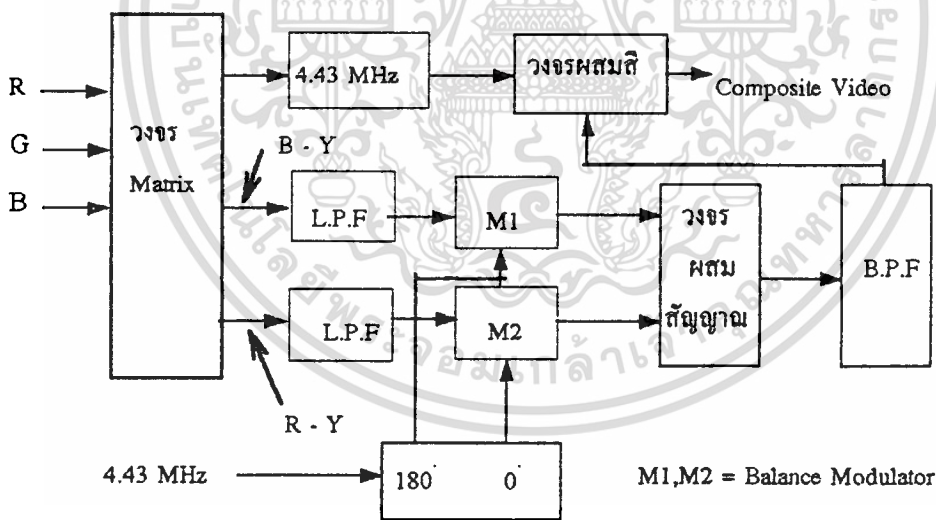 4.43 MHz
วงจรผสมสี
Composite Video
R
G
B
วงจร
Matrix
B - Y
L.P.F
M1
วงจร
ผสม
สัญญาณ
B.P.F
L.P.F
M2
R - Y
4.43 MHz
180° 0°
M1,M2 = Balance Modulator